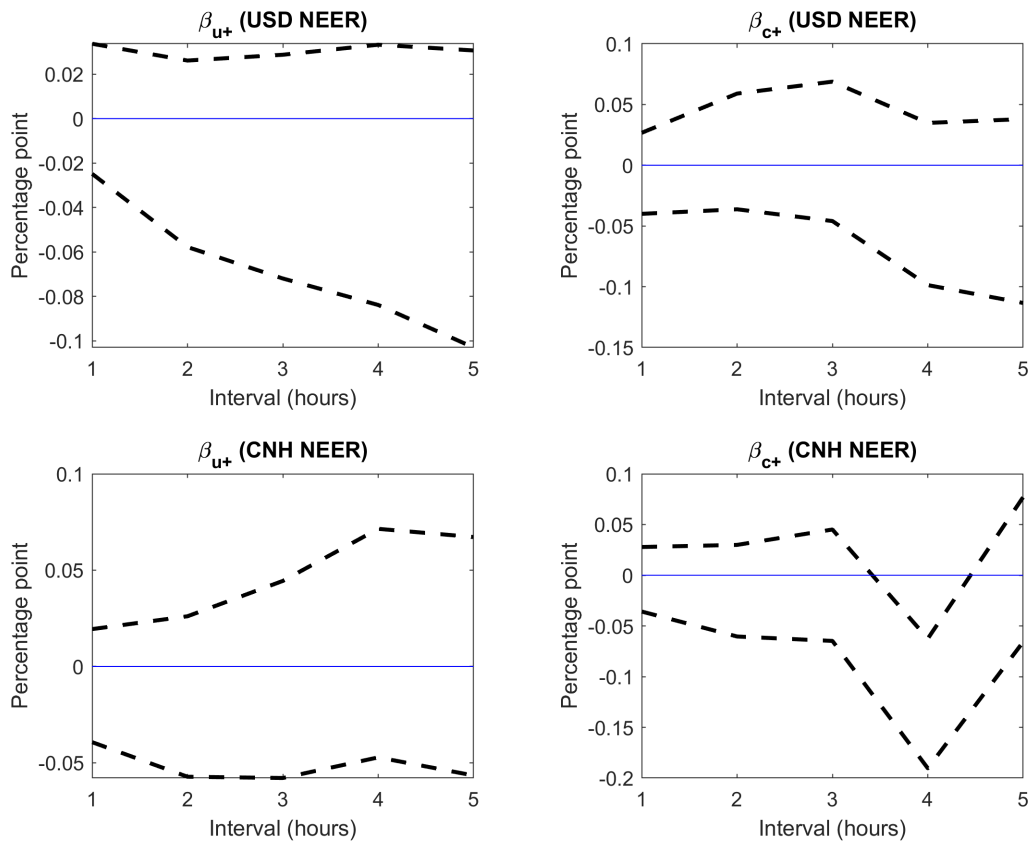 β_u+ (USD NEER)
Percentage point
0.02
0
-0.02
-0.04
-0.06
-0.08
-0.1
1 2 3 4 5
Interval (hours)
β_c+ (USD NEER)
Percentage point
0.1
0.05
0
-0.05
-0.1
-0.15
1 2 3 4 5
Interval (hours)
β_u+ (CNH NEER)
Percentage point
0.1
0.05
0
-0.05
1 2 3 4 5
Interval (hours)
β_c+ (CNH NEER)
Percentage point
0.1
0.05
0
-0.05
-0.1
-0.15
-0.2
1 2 3 4 5
Interval (hours)